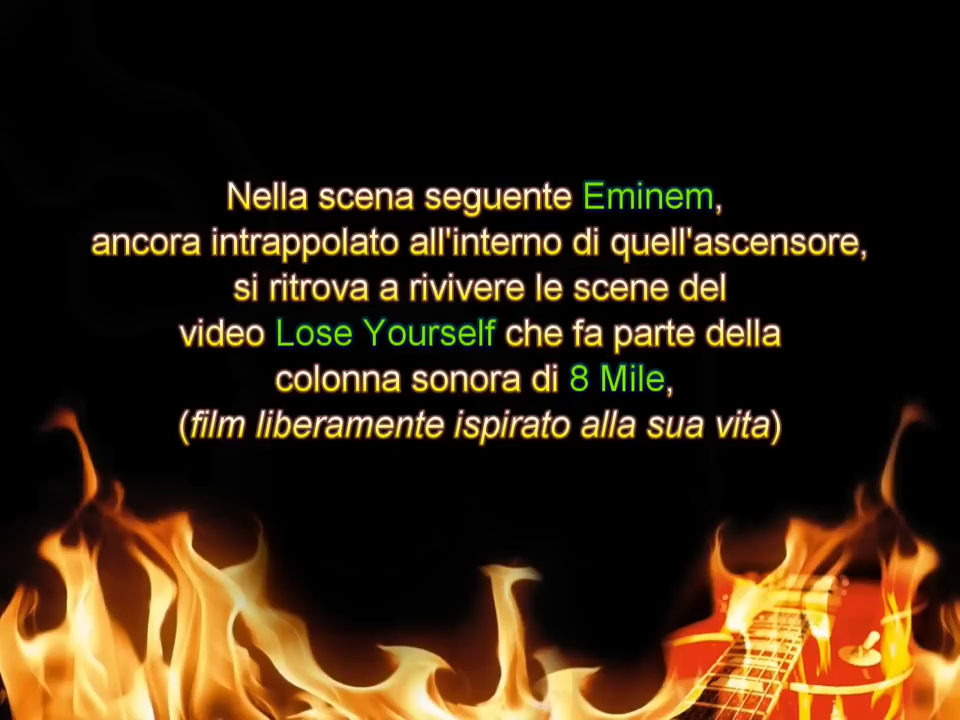 Nella scena seguente Eminem,
ancora intrappolato all'interno di quell'ascensore,
si ritrova a rivivere le scene del
video Lose Yourself che fa parte della
colonna sonora di 8 Mile,
(film liberamente ispirato alla sua vita)